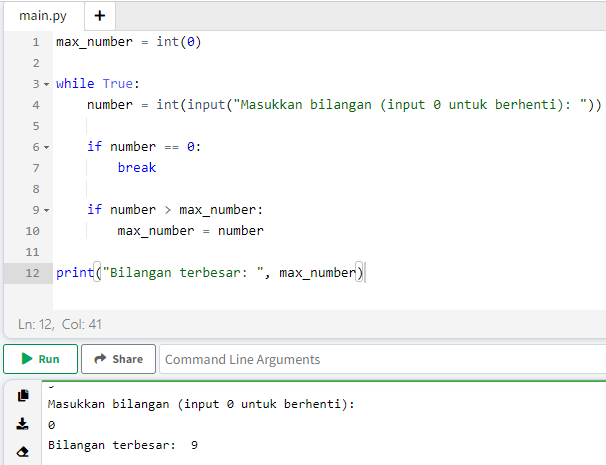 main.py +
1 max_number = int(0)
2
3 while True:
4     number = int(input("Masukkan bilangan (input 0 untuk berhenti): "))
5
6     if number == 0:
7         break
8
9     if number > max_number:
10         max_number = number
11
12 print("Bilangan terbesar: ", max_number)
Ln: 12, Col: 41
Run Share Command Line Arguments
Masukkan bilangan (input 0 untuk berhenti):
0
Bilangan terbesar:  9